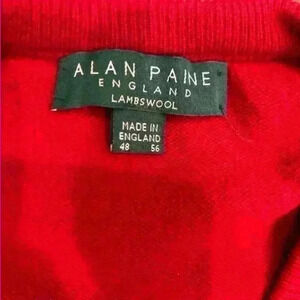 ALAN PAINE
ENGLAND
LAMBSWOOL
MADE IN
ENGLAND
48 56